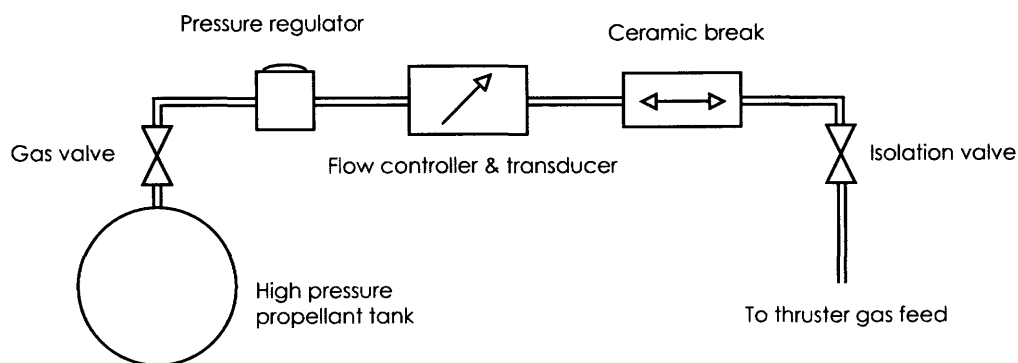 Pressure regulator
Ceramic break
Gas valve
Flow controller & transducer
Isolation valve
High pressure
propellant tank
To thruster gas feed